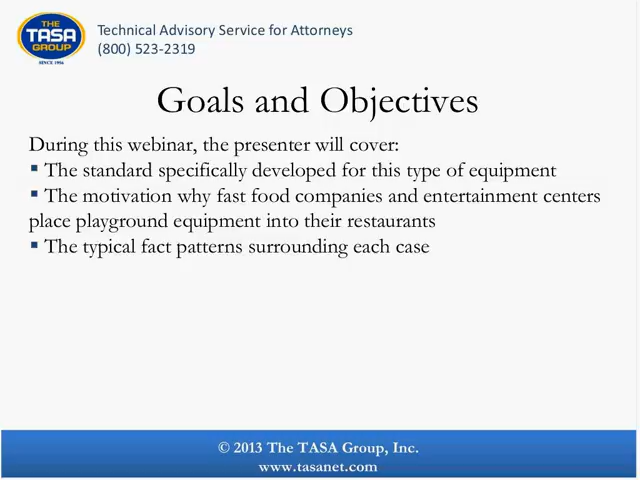 THE
TASA
GROUP
SINCE 1956
Technical Advisory Service for Attorneys
(800) 523-2319
Goals and Objectives
During this webinar, the presenter will cover:
▪ The standard specifically developed for this type of equipment
▪ The motivation why fast food companies and entertainment centers
place playground equipment into their restaurants
▪ The typical fact patterns surrounding each case
© 2013 The TASA Group, Inc.
www.tasanet.com